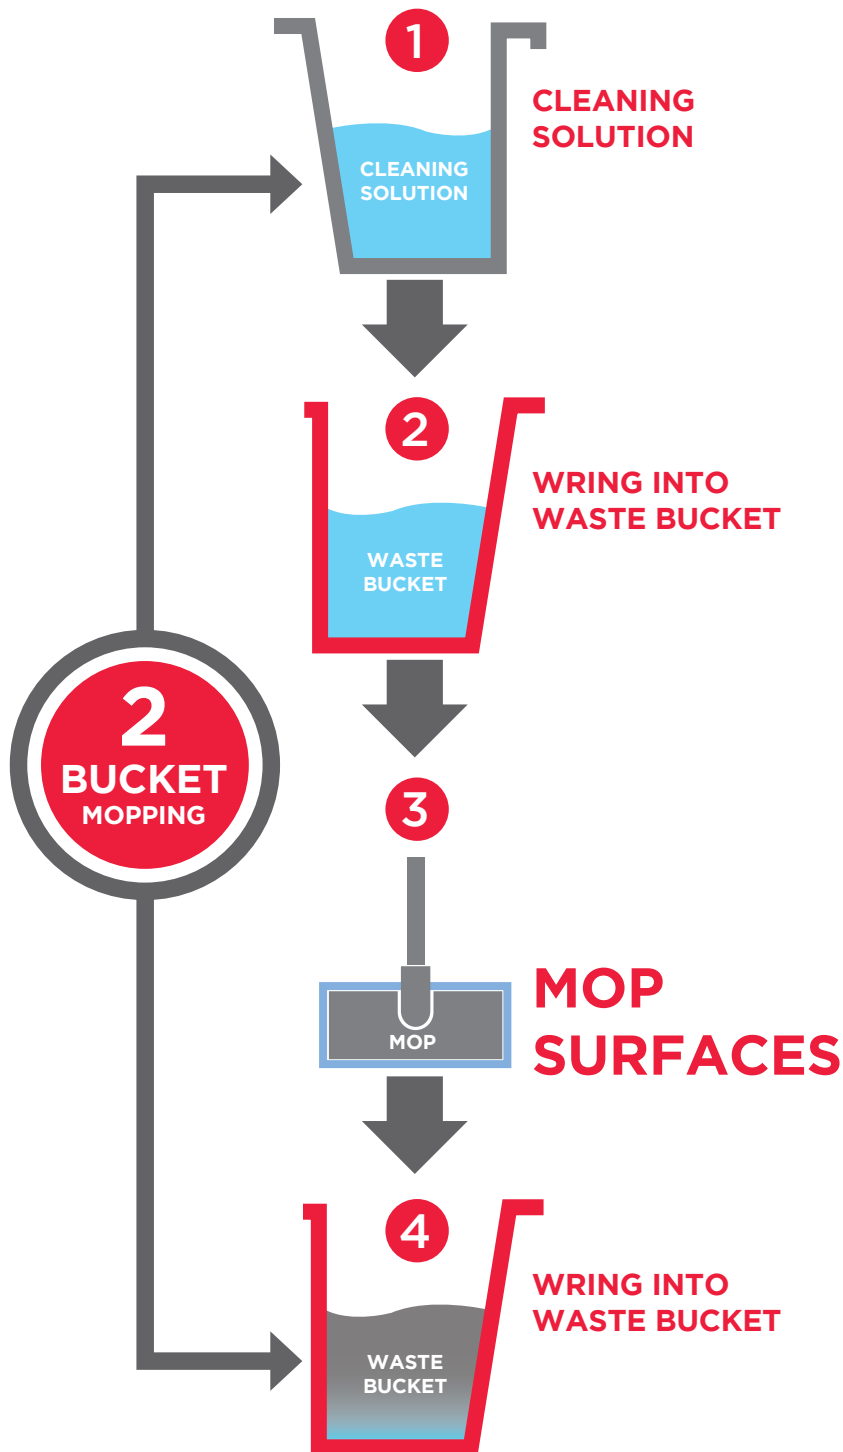 1
CLEANING
SOLUTION
CLEANING
SOLUTION
2
WRING INTO
WASTE BUCKET
WASTE
BUCKET
2
BUCKET
MOPPING
3
MOP
SURFACES
MOP
4
WRING INTO
WASTE BUCKET
WASTE
BUCKET